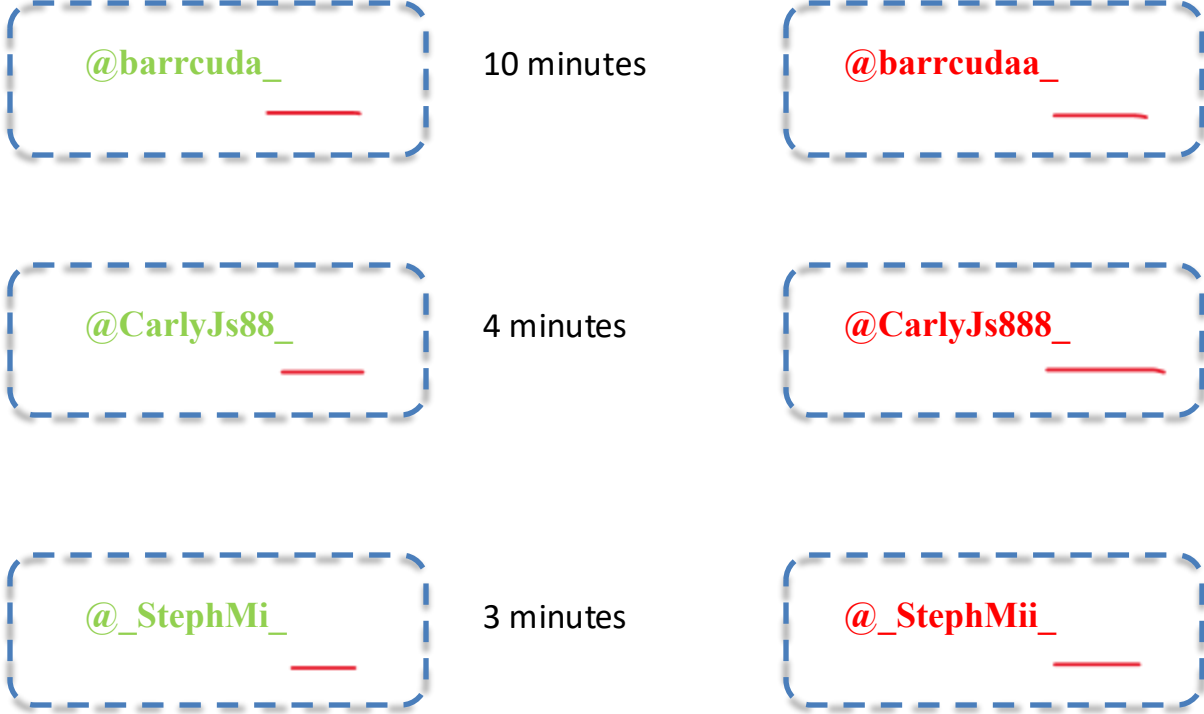 @barrcuda_ 10 minutes @barrcudaa_
@CarlyJs88_ 4 minutes @CarlyJs888_
@_StephMi_ 3 minutes @_StephMii_